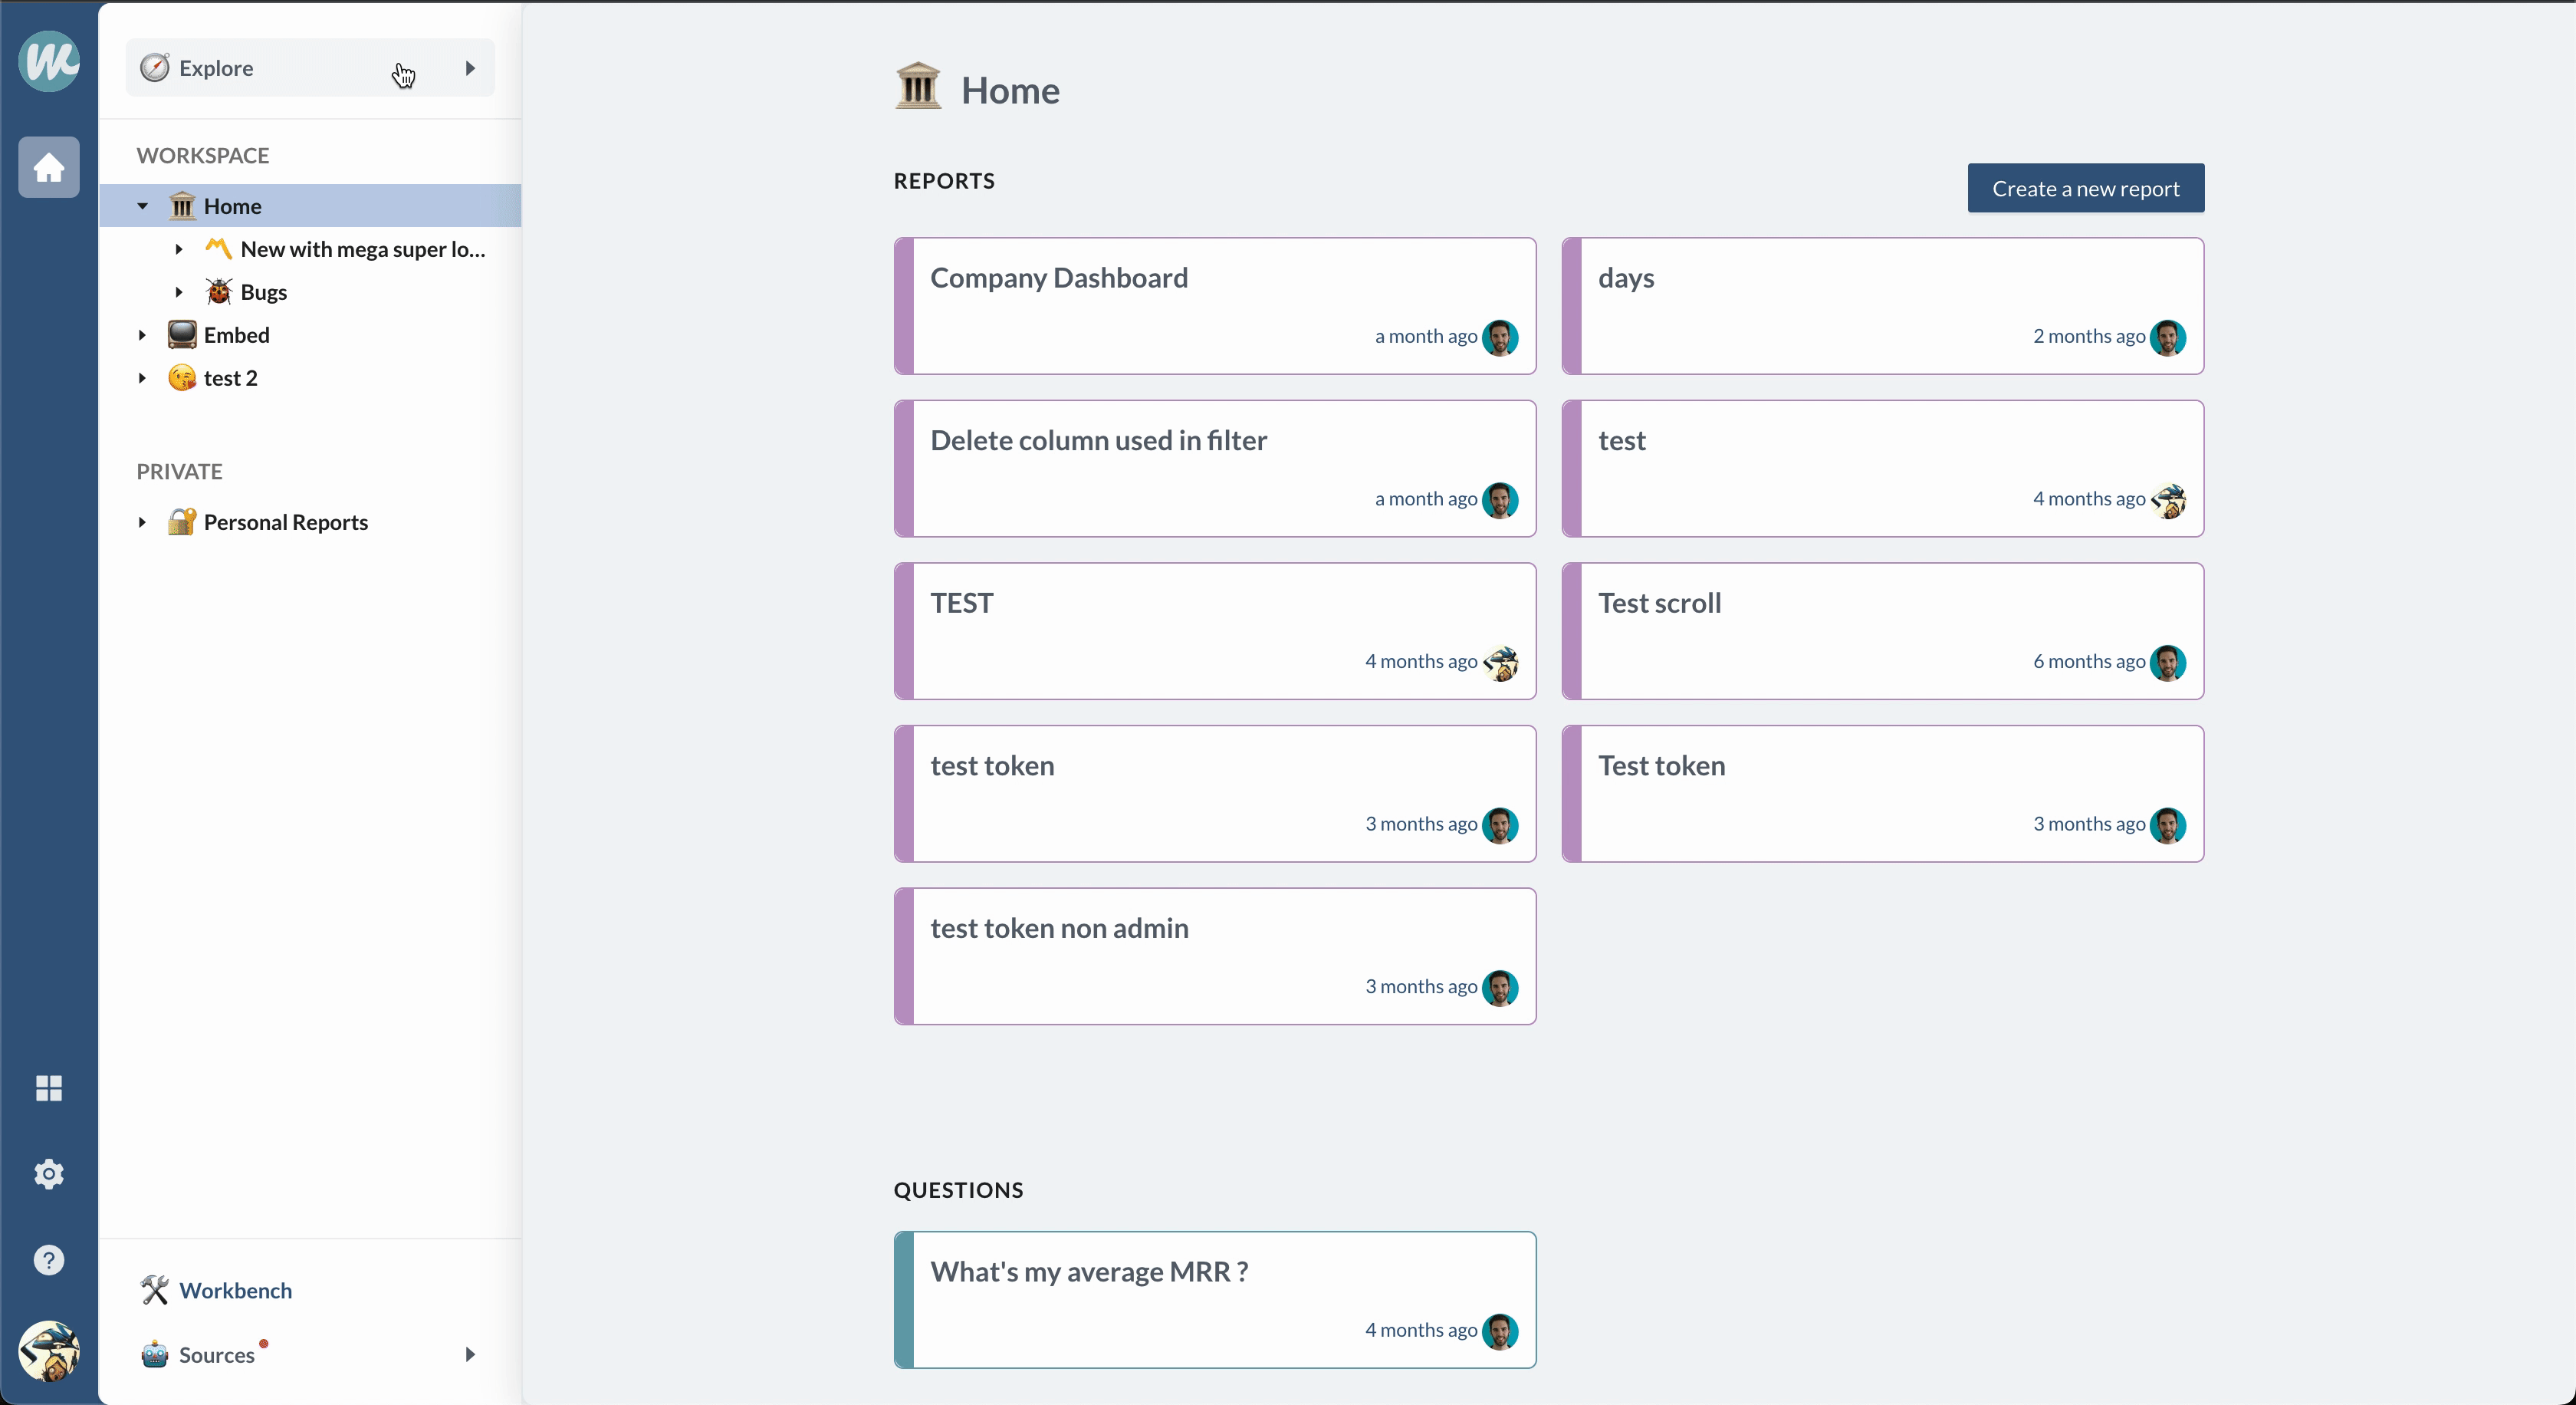 W
Explore
WORKSPACE
Home
New with mega super lo...
Bugs
Embed
test 2
PRIVATE
Personal Reports
Workbench
Sources
?
Home
REPORTS
Create a new report
Company Dashboard
a month ago
days
2 months ago
Delete column used in filter
a month ago
test
4 months ago
TEST
4 months ago
Test scroll
6 months ago
test token
3 months ago
Test token
3 months ago
test token non admin
3 months ago
QUESTIONS
What's my average MRR ?
4 months ago